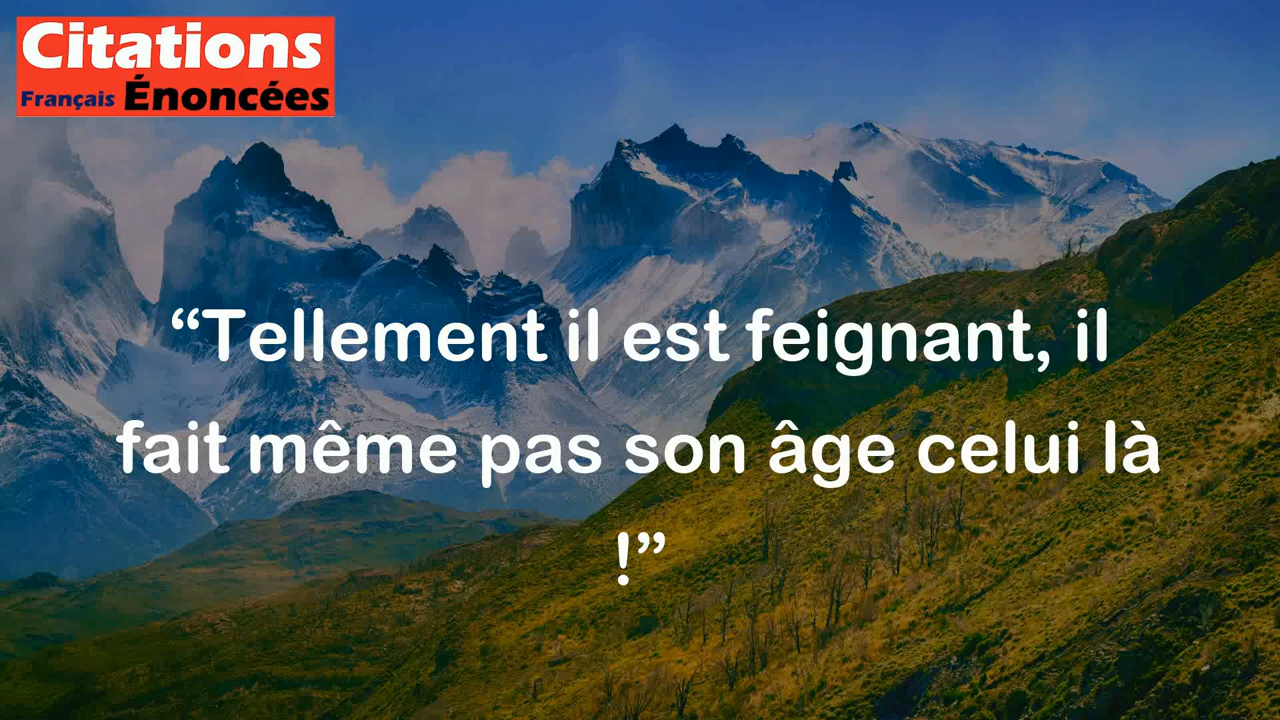 Citations
Français Énoncées
“Tellement il est feignant, il
fait même pas son âge celui là
!”